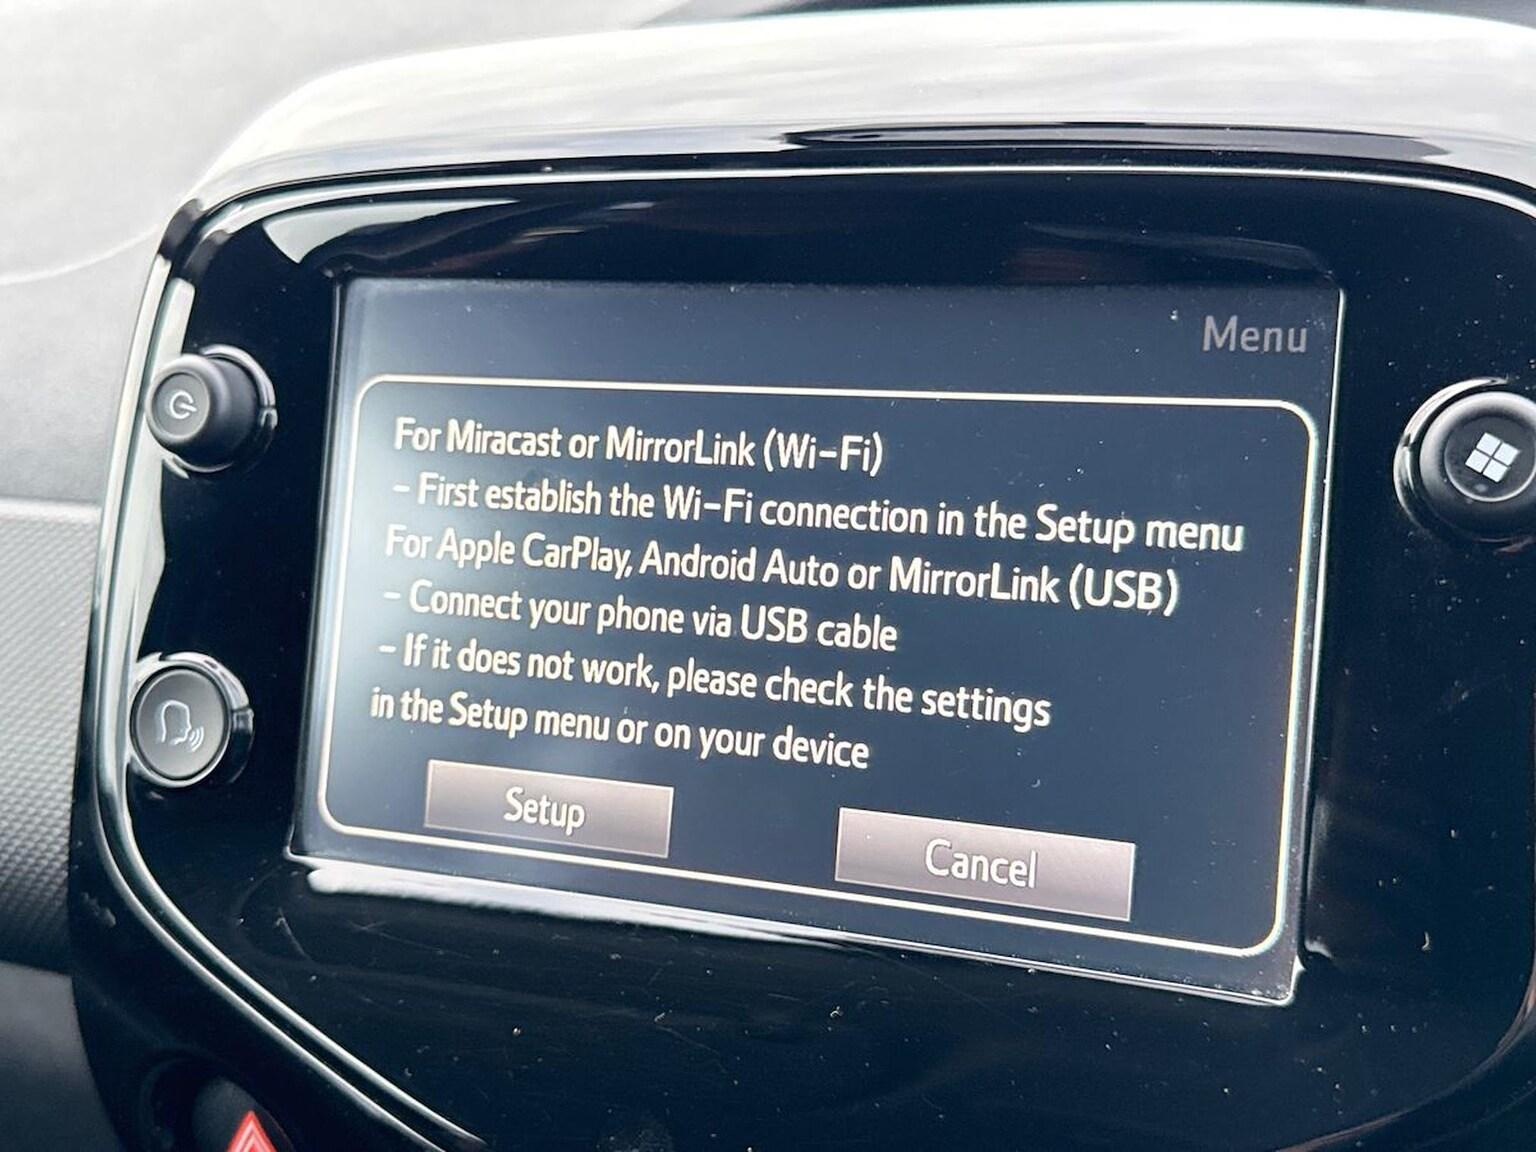 Menu
For Miracast or MirrorLink (Wi-Fi)
- First establish the Wi-Fi connection in the Setup menu
For Apple CarPlay, Android Auto or MirrorLink (USB)
- Connect your phone via USB cable
- If it does not work, please check the settings
in the Setup menu or on your device
Setup
Cancel